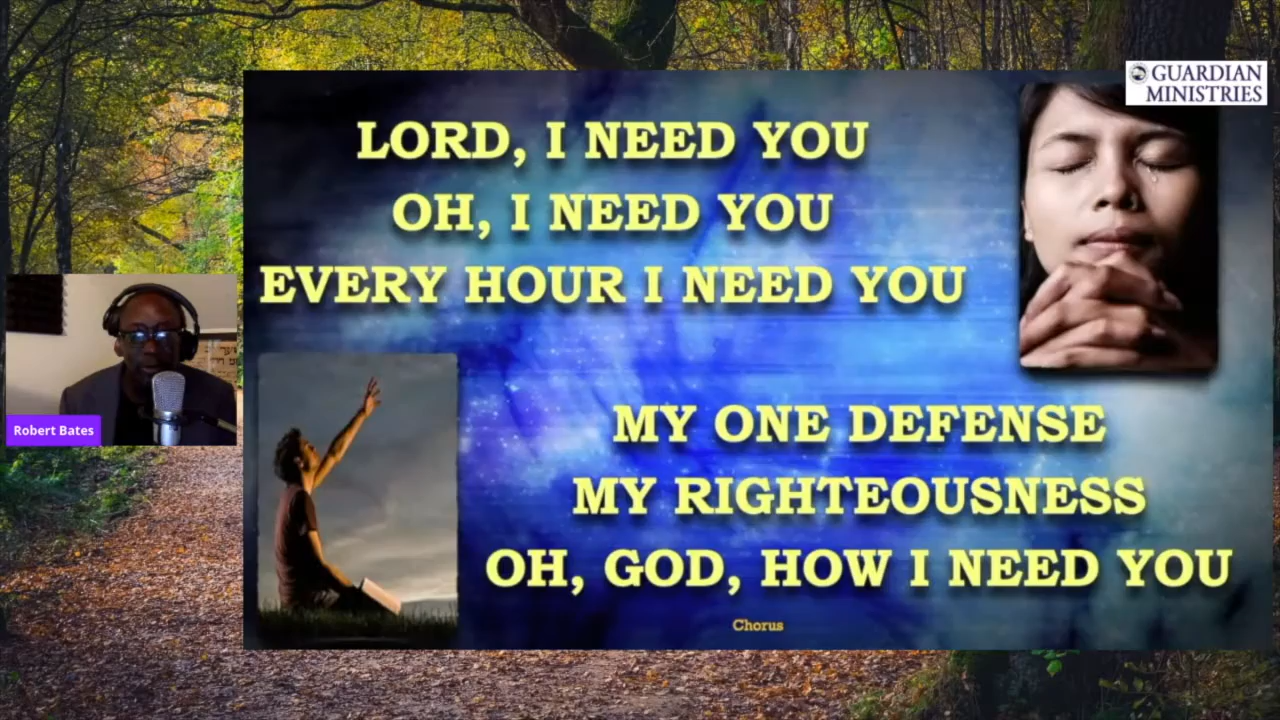 GUARDIAN
MINISTRIES
LORD, I NEED YOU
OH, I NEED YOU
EVERY HOUR I NEED YOU
MY ONE DEFENSE
MY RIGHTEOUSNESS
OH, GOD, HOW I NEED YOU
Chorus
Robert Bates